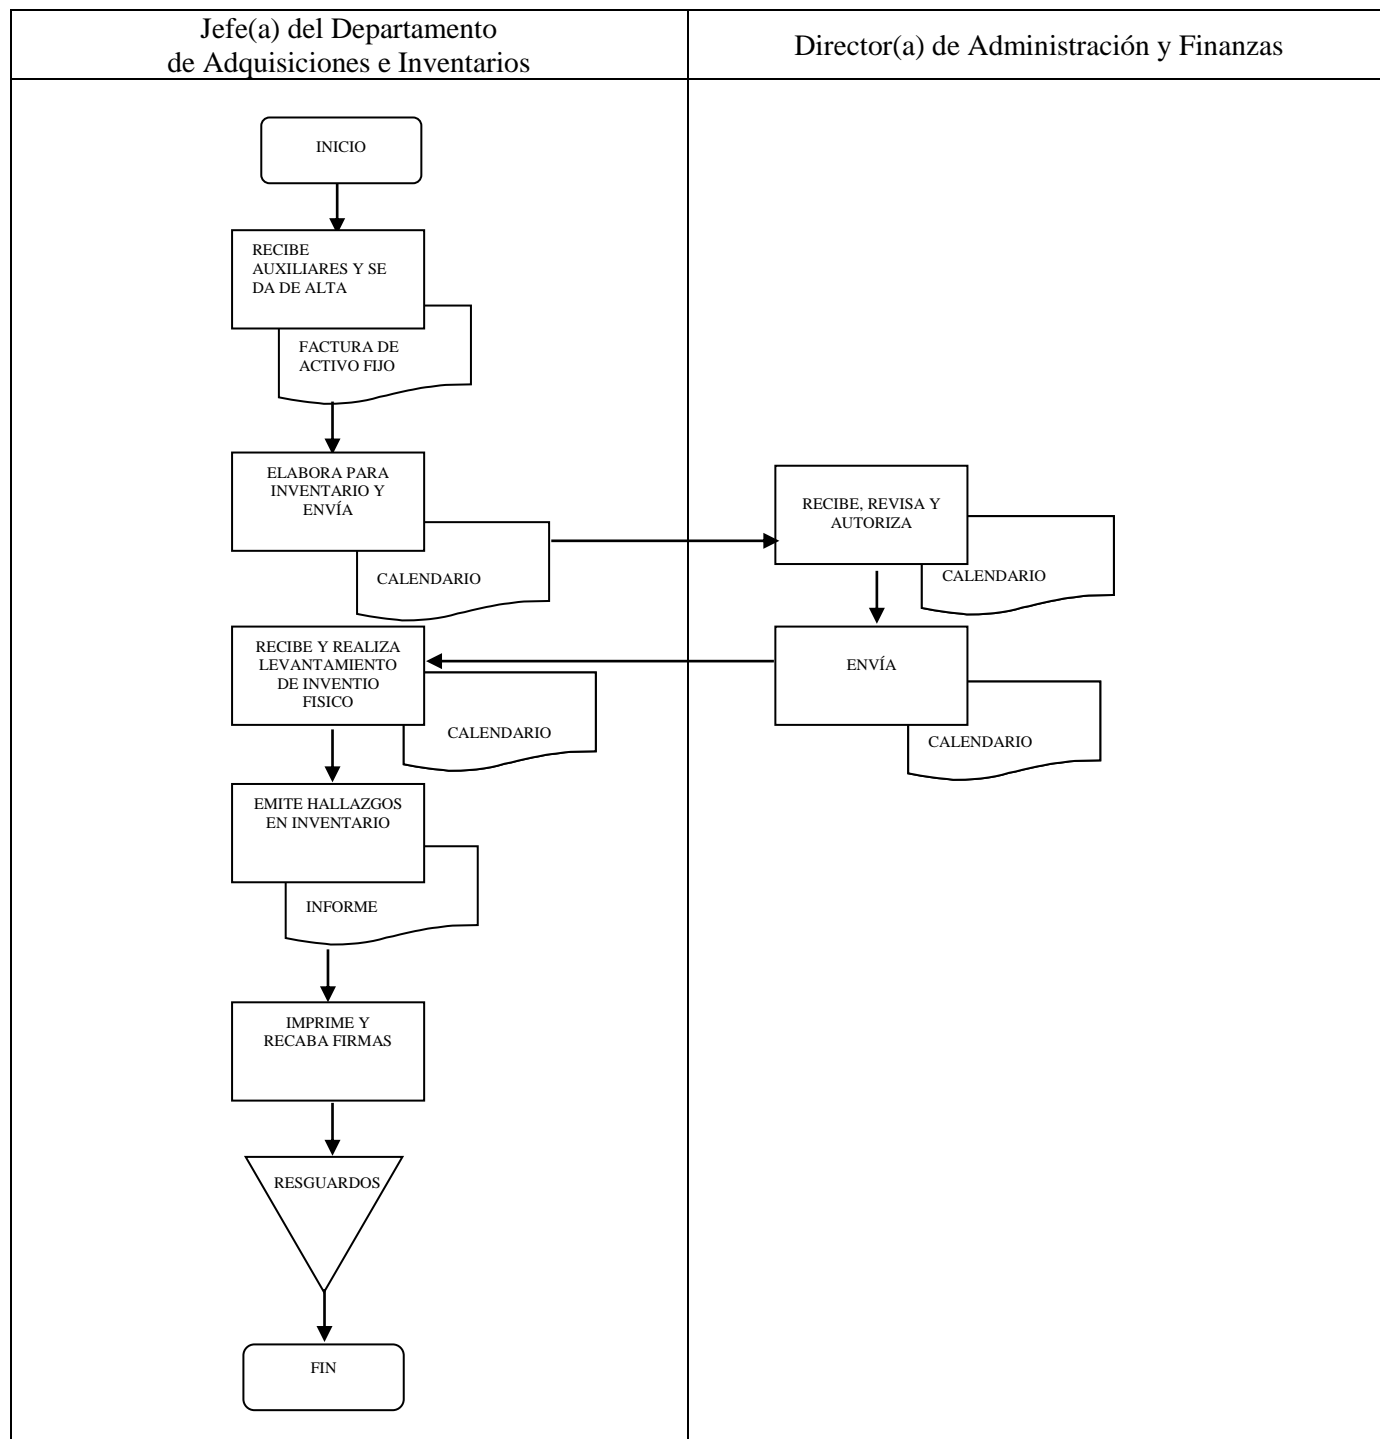 Jefe(a) del Departamento
de Adquisiciones e Inventarios
Director(a) de Administración y Finanzas
INICIO
RECIBE
AUXILIARES Y SE
DA DE ALTA
FACTURA DE
ACTIVO FIJO
ELABORA PARA
INVENTARIO Y
ENVÍA
CALENDARIO
RECIBE, REVISA Y
AUTORIZA
CALENDARIO
ENVÍA
CALENDARIO
RECIBE Y REALIZA
LEVANTAMIENTO
DE INVENTIO
FISICO
CALENDARIO
EMITE HALLAZGOS
EN INVENTARIO
INFORME
IMPRIME Y
RECABA FIRMAS
RESGUARDOS
FIN